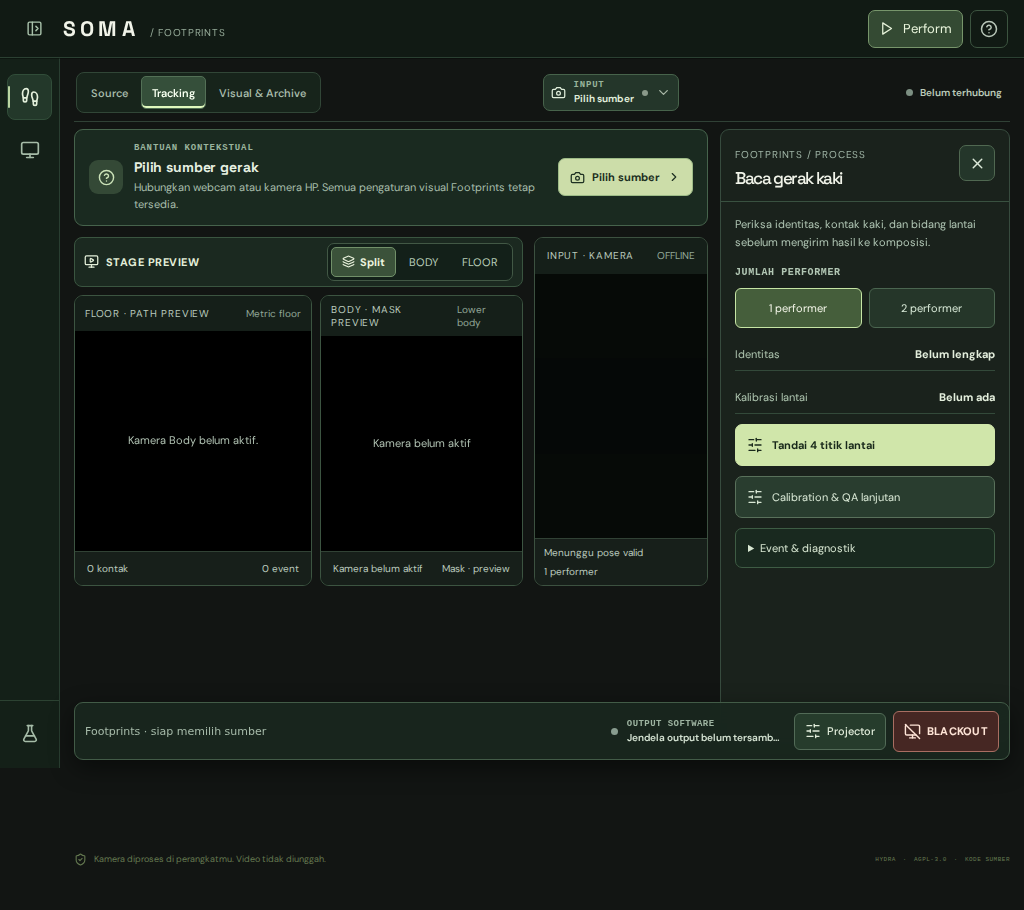 SOMA / FOOTPRINTS
Perform
Source Tracking Visual & Archive
INPUT
Pilih sumber
Belum terhubung
BANTUAN KONTEKSTUAL
Pilih sumber gerak
Hubungkan webcam atau kamera HP. Semua pengaturan visual Footprints tetap
tersedia.
Pilih sumber
STAGE PREVIEW
Split BODY FLOOR
FLOOR · PATH PREVIEW Metric floor
Kamera Body belum aktif.
0 kontak 0 event
BODY · MASK
PREVIEW
Lower
body
Kamera belum aktif
Kamera belum aktif Mask · preview
INPUT · KAMERA OFFLINE
Menunggu pose valid
1 performer
FOOTPRINTS / PROCESS
Baca gerak kaki
Periksa identitas, kontak kaki, dan bidang lantai
sebelum mengirim hasil ke komposisi.
JUMLAH PERFORMER
1 performer 2 performer
Identitas Belum lengkap
Kalibrasi lantai Belum ada
Tandai 4 titik lantai
Calibration & QA lanjutan
Event & diagnostik
Footprints · siap memilih sumber
OUTPUT SOFTWARE
Jendela output belum tersamb…
Projector
BLACKOUT
Kamera diproses di perangkatmu. Video tidak diunggah.
HYDRA · AGPL-3.0 · KODE SUMBER